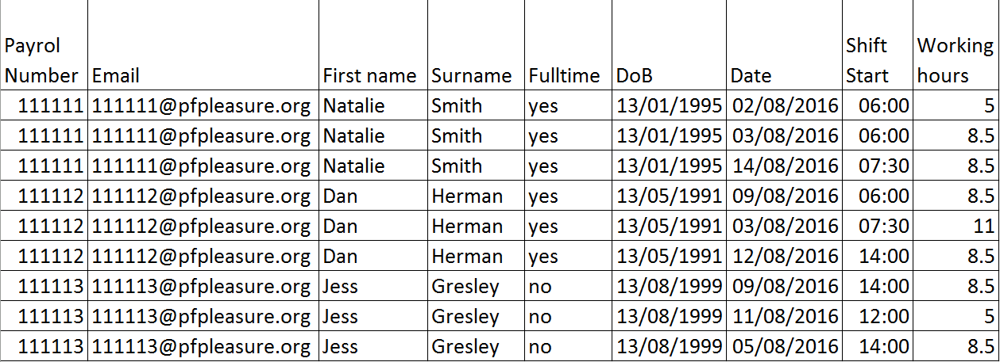 Payrol Number Email First name Surname Fulltime DoB Date Shift Start Working hours
111111 111111@pfpleasure.org Natalie Smith yes 13/01/1995 02/08/2016 06:00 5
111111 111111@pfpleasure.org Natalie Smith yes 13/01/1995 03/08/2016 06:00 8.5
111111 111111@pfpleasure.org Natalie Smith yes 13/01/1995 14/08/2016 07:30 8.5
111112 111112@pfpleasure.org Dan Herman yes 13/05/1991 09/08/2016 06:00 8.5
111112 111112@pfpleasure.org Dan Herman yes 13/05/1991 03/08/2016 07:30 11
111112 111112@pfpleasure.org Dan Herman yes 13/05/1991 12/08/2016 14:00 8.5
111113 111113@pfpleasure.org Jess Gresley no 13/08/1999 09/08/2016 14:00 8.5
111113 111113@pfpleasure.org Jess Gresley no 13/08/1999 11/08/2016 12:00 5
111113 111113@pfpleasure.org Jess Gresley no 13/08/1999 05/08/2016 14:00 8.5